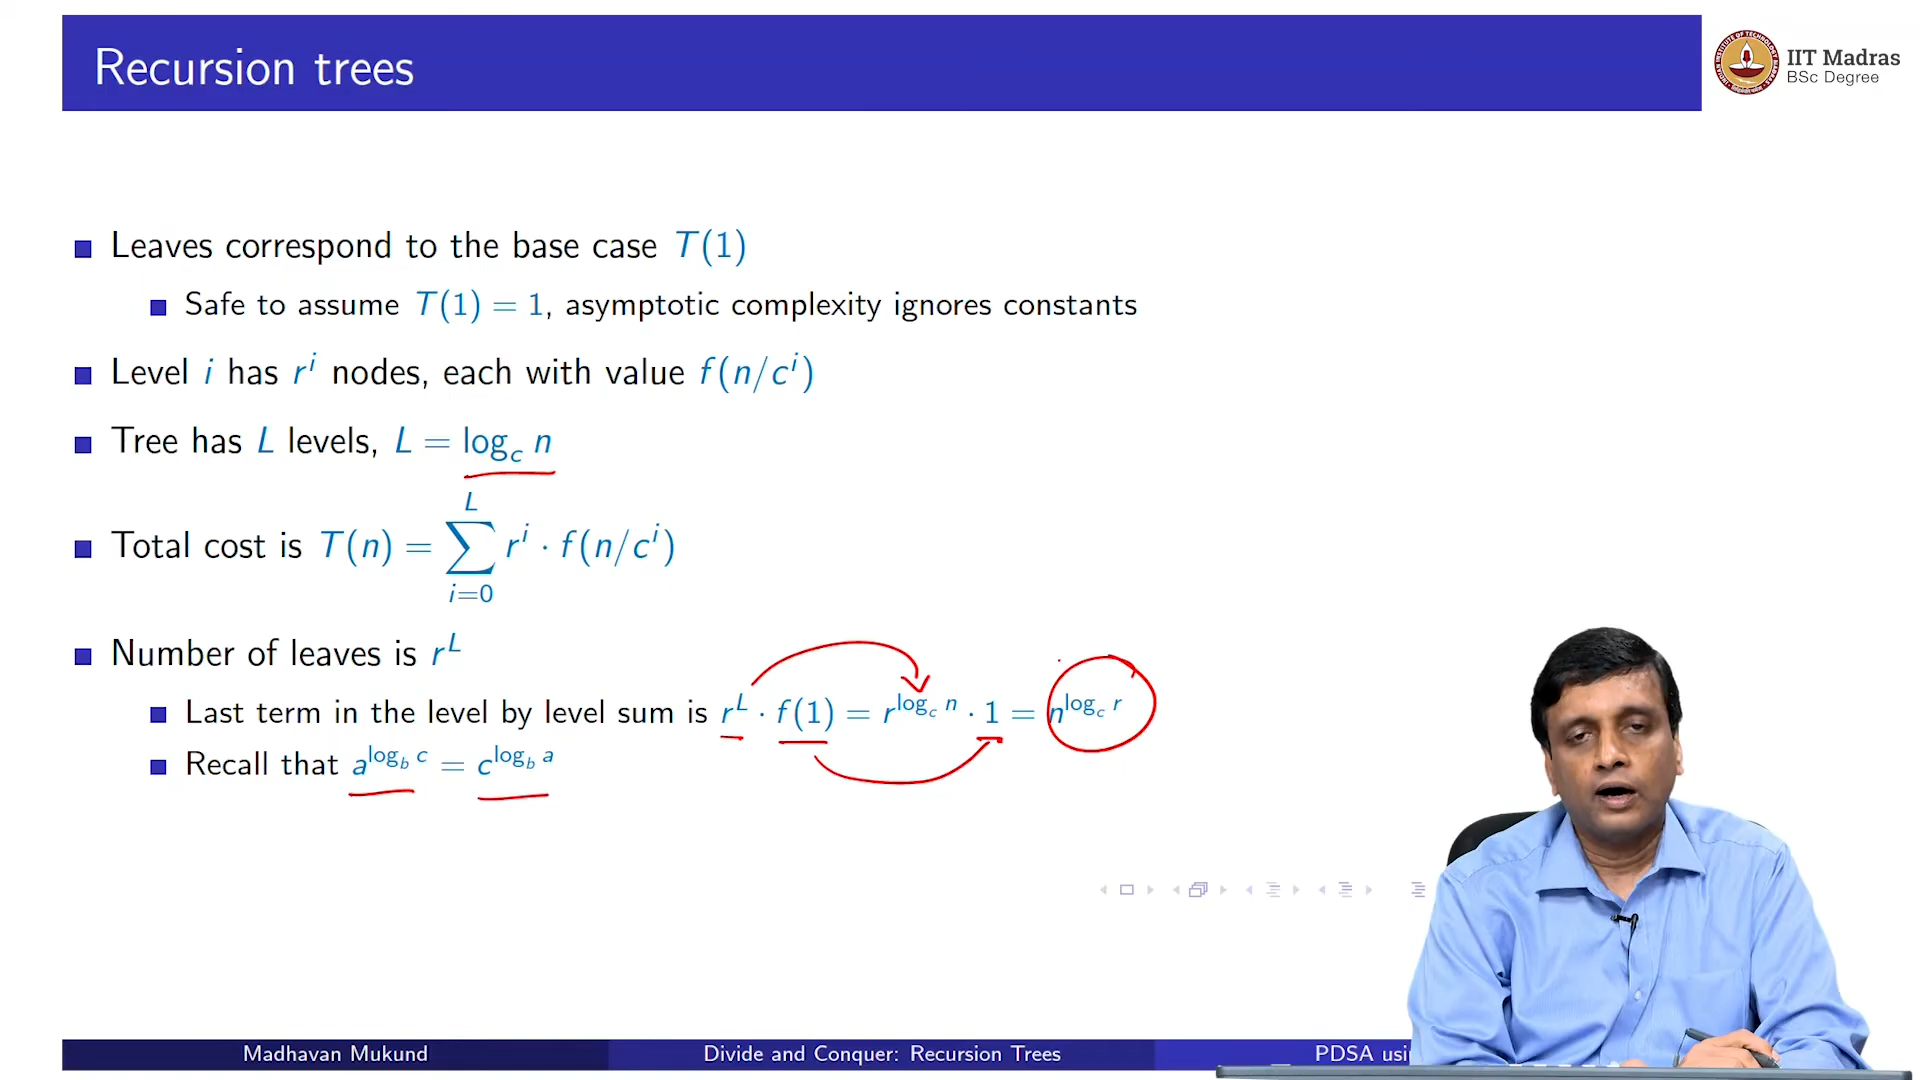 Recursion trees
IIT Madras
BSc Degree
Leaves correspond to the base case T(1)
Safe to assume T(1) = 1, asymptotic complexity ignores constants
Level i has r^i nodes, each with value f(n/c^i)
Tree has L levels, L = log_c n
Total cost is T(n) = \sum_{i=0}^{L} r^i · f(n/c^i)
Number of leaves is r^L
Last term in the level by level sum is r^L · f(1) = r^{log_c n} · 1 = n^{log_c r}
Recall that a^{log_b c} = c^{log_b a}
Madhavan Mukund
Divide and Conquer: Recursion Trees
PDSA